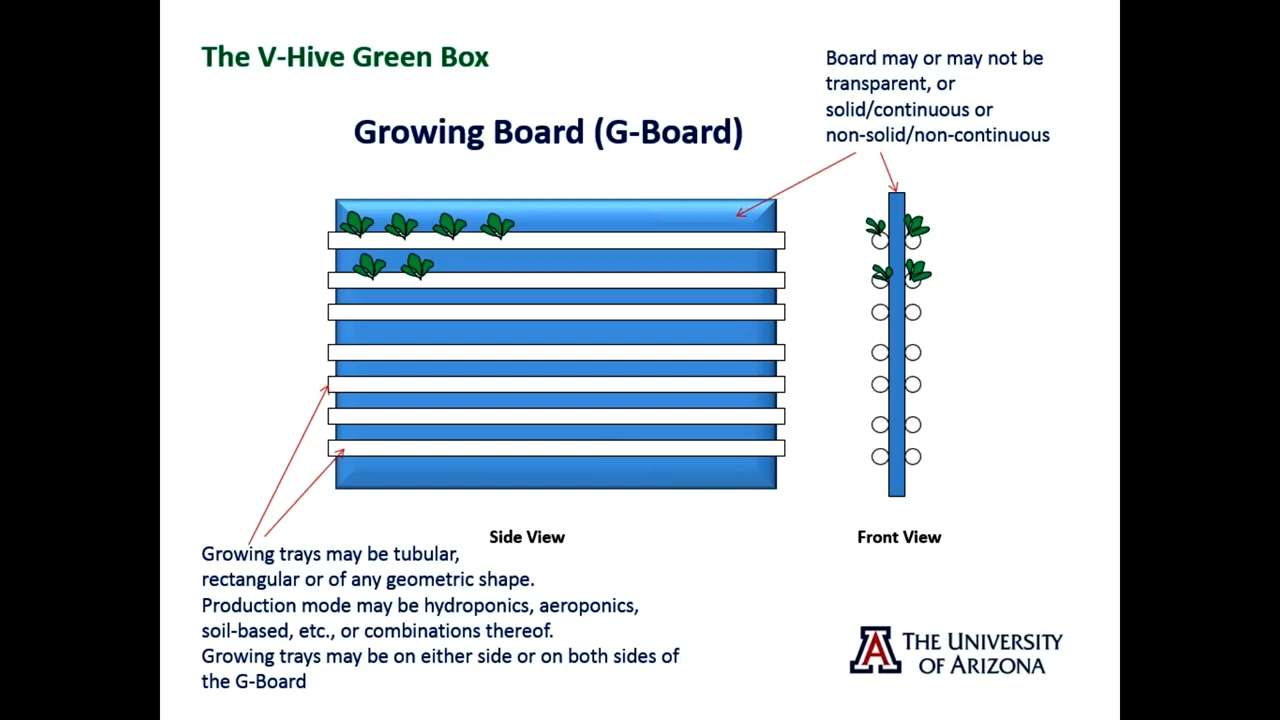 The V-Hive Green Box
Board may or may not be
transparent, or
solid/continuous or
non-solid/non-continuous
Growing Board (G-Board)
Side View
Front View
Growing trays may be tubular,
rectangular or of any geometric shape.
Production mode may be hydroponics, aeroponics,
soil-based, etc., or combinations thereof.
Growing trays may be on either side or on both sides of
the G-Board
A
THE UNIVERSITY
OF ARIZONA